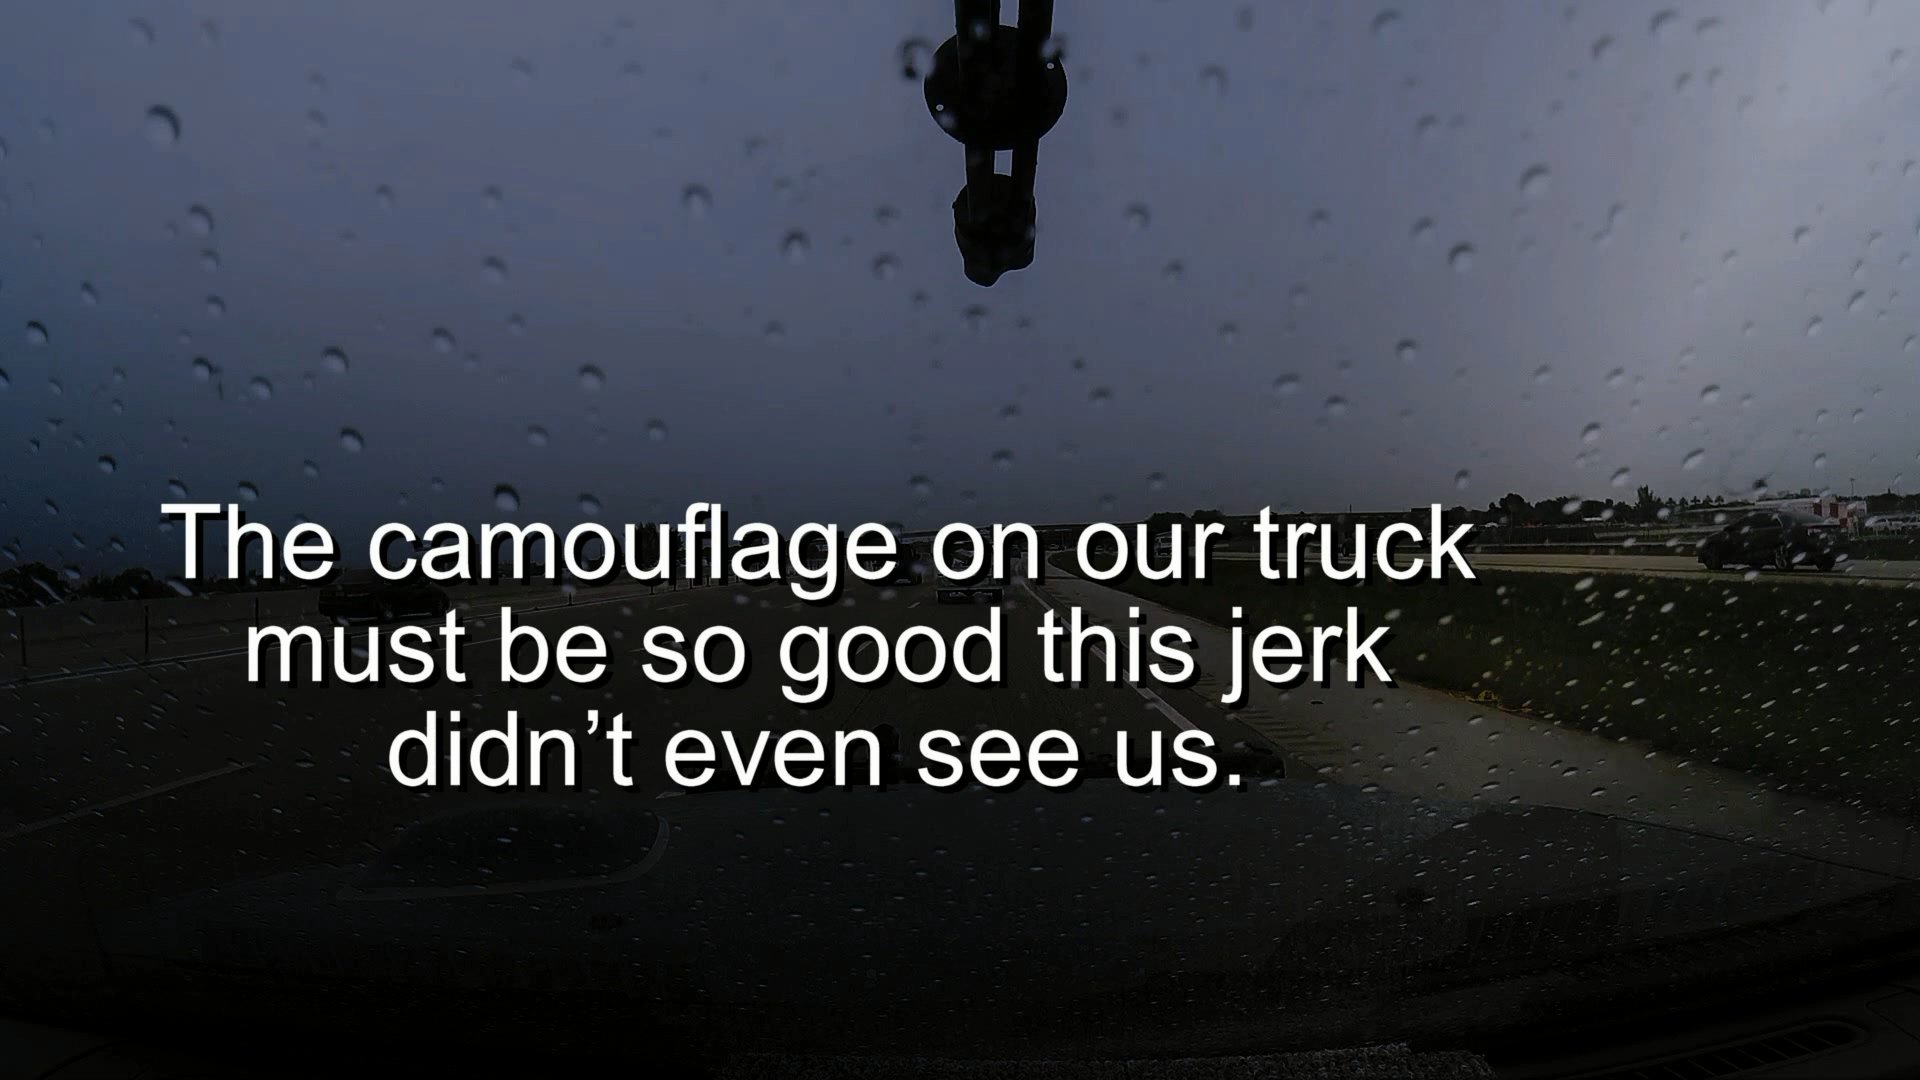 The camouflage on our truck
must be so good this jerk
didn’t even see us.